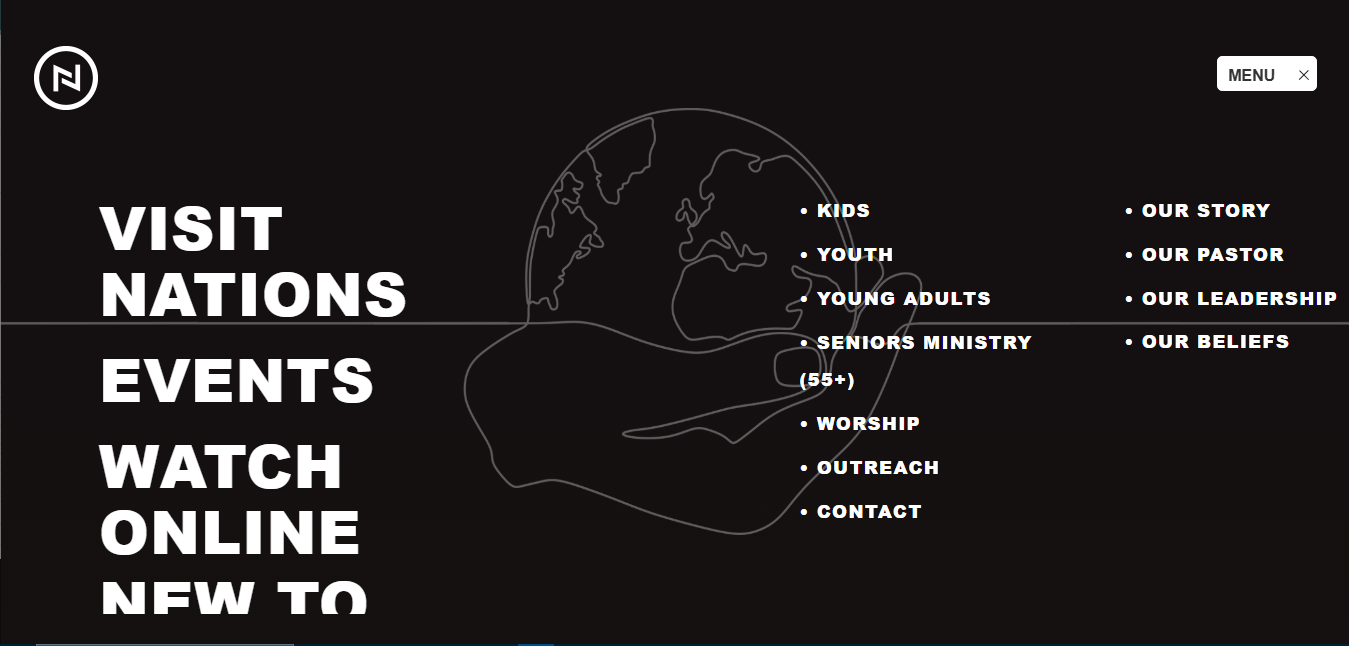 MENU
VISIT
NATIONS
EVENTS
WATCH
ONLINE
NEW TO
• KIDS
• YOUTH
• YOUNG ADULTS
• SENIORS MINISTRY
(55+)
• WORSHIP
• OUTREACH
• CONTACT
• OUR STORY
• OUR PASTOR
• OUR LEADERSHIP
• OUR BELIEFS